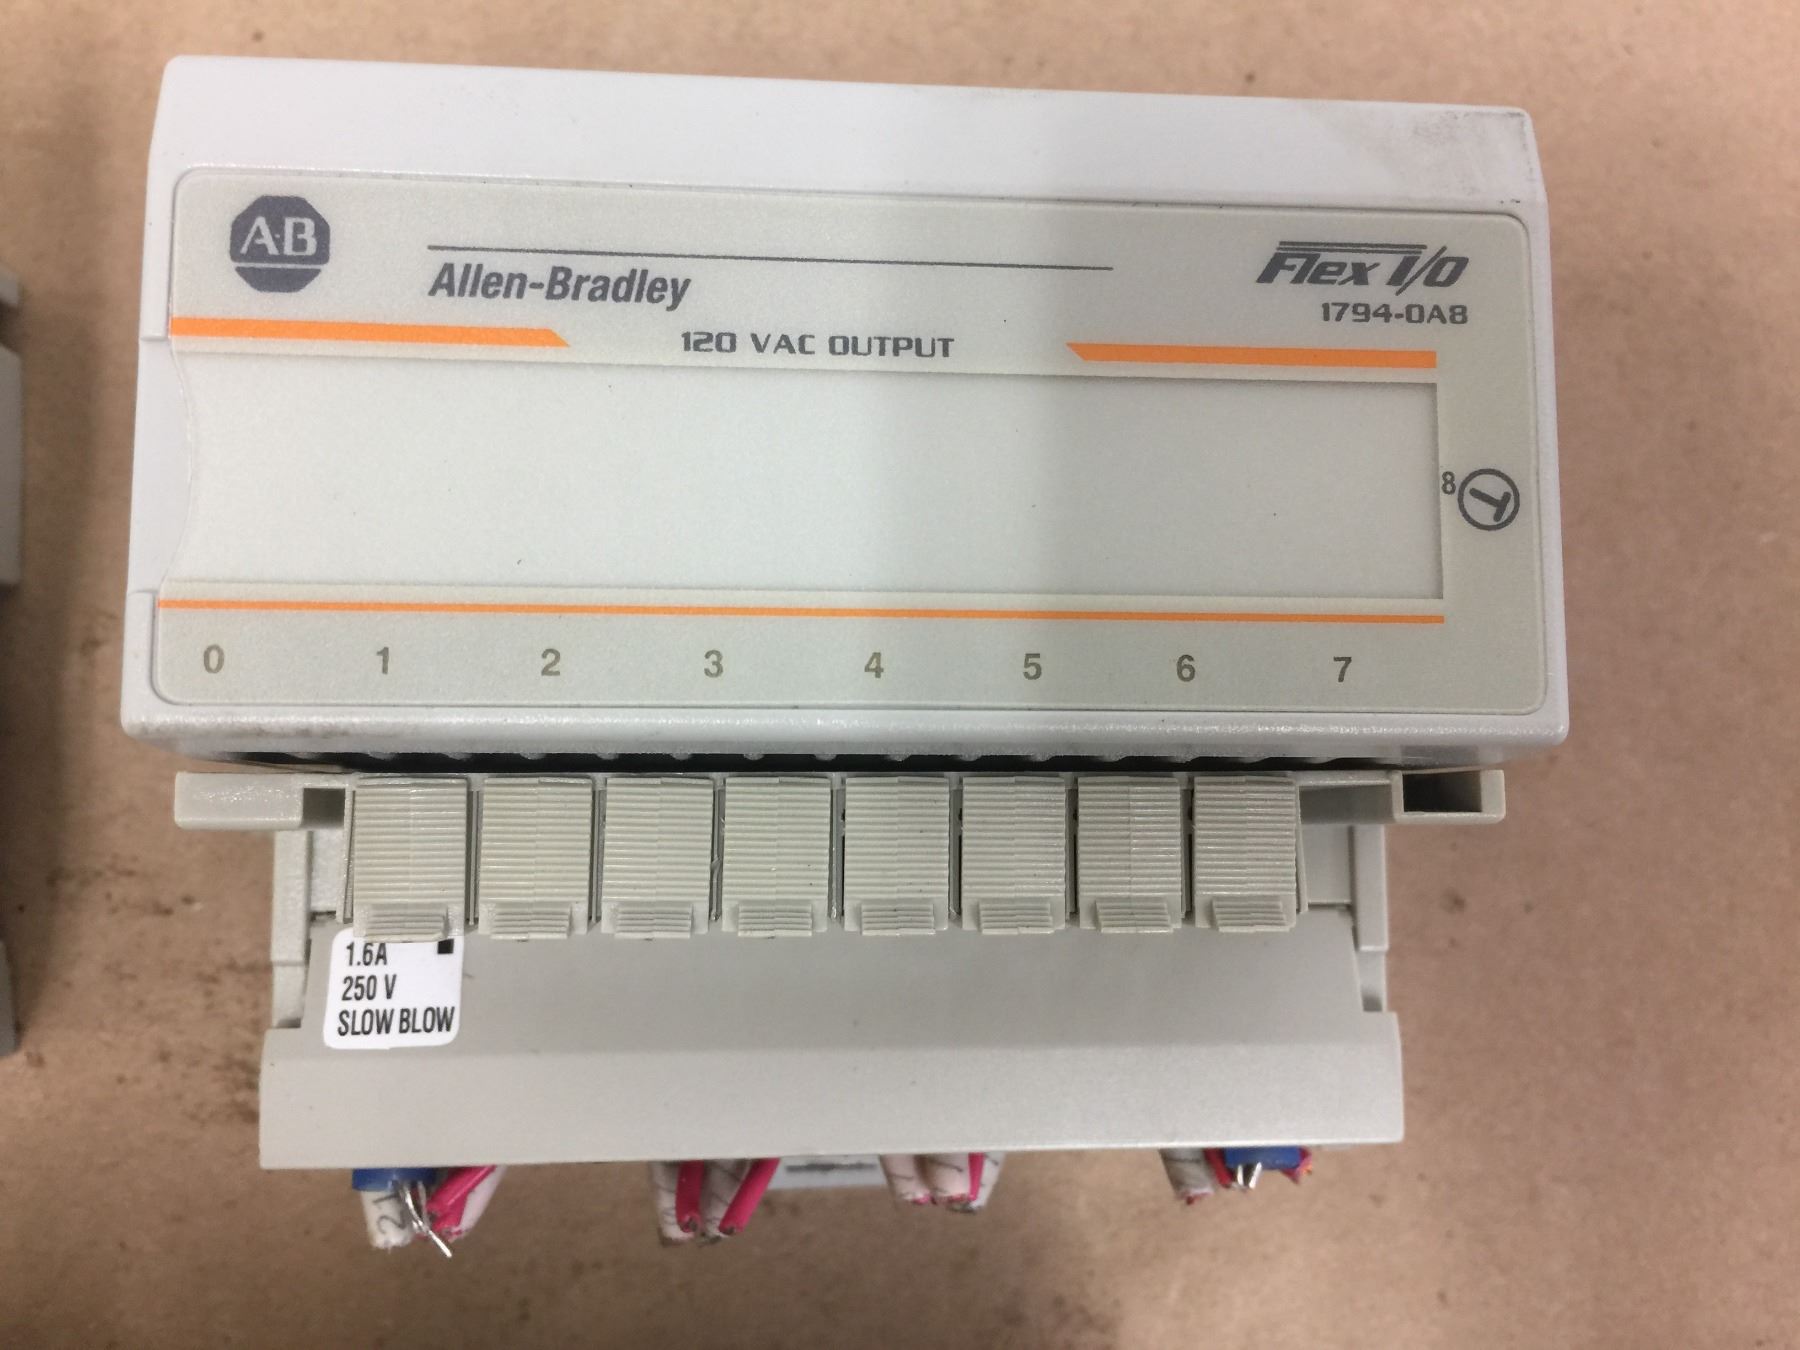 A·B
Allen-Bradley
Flex I/O
1794-OA8
120 VAC OUTPUT
8
0 1 2 3 4 5 6 7
1.6A
250 V
SLOW BLOW
21